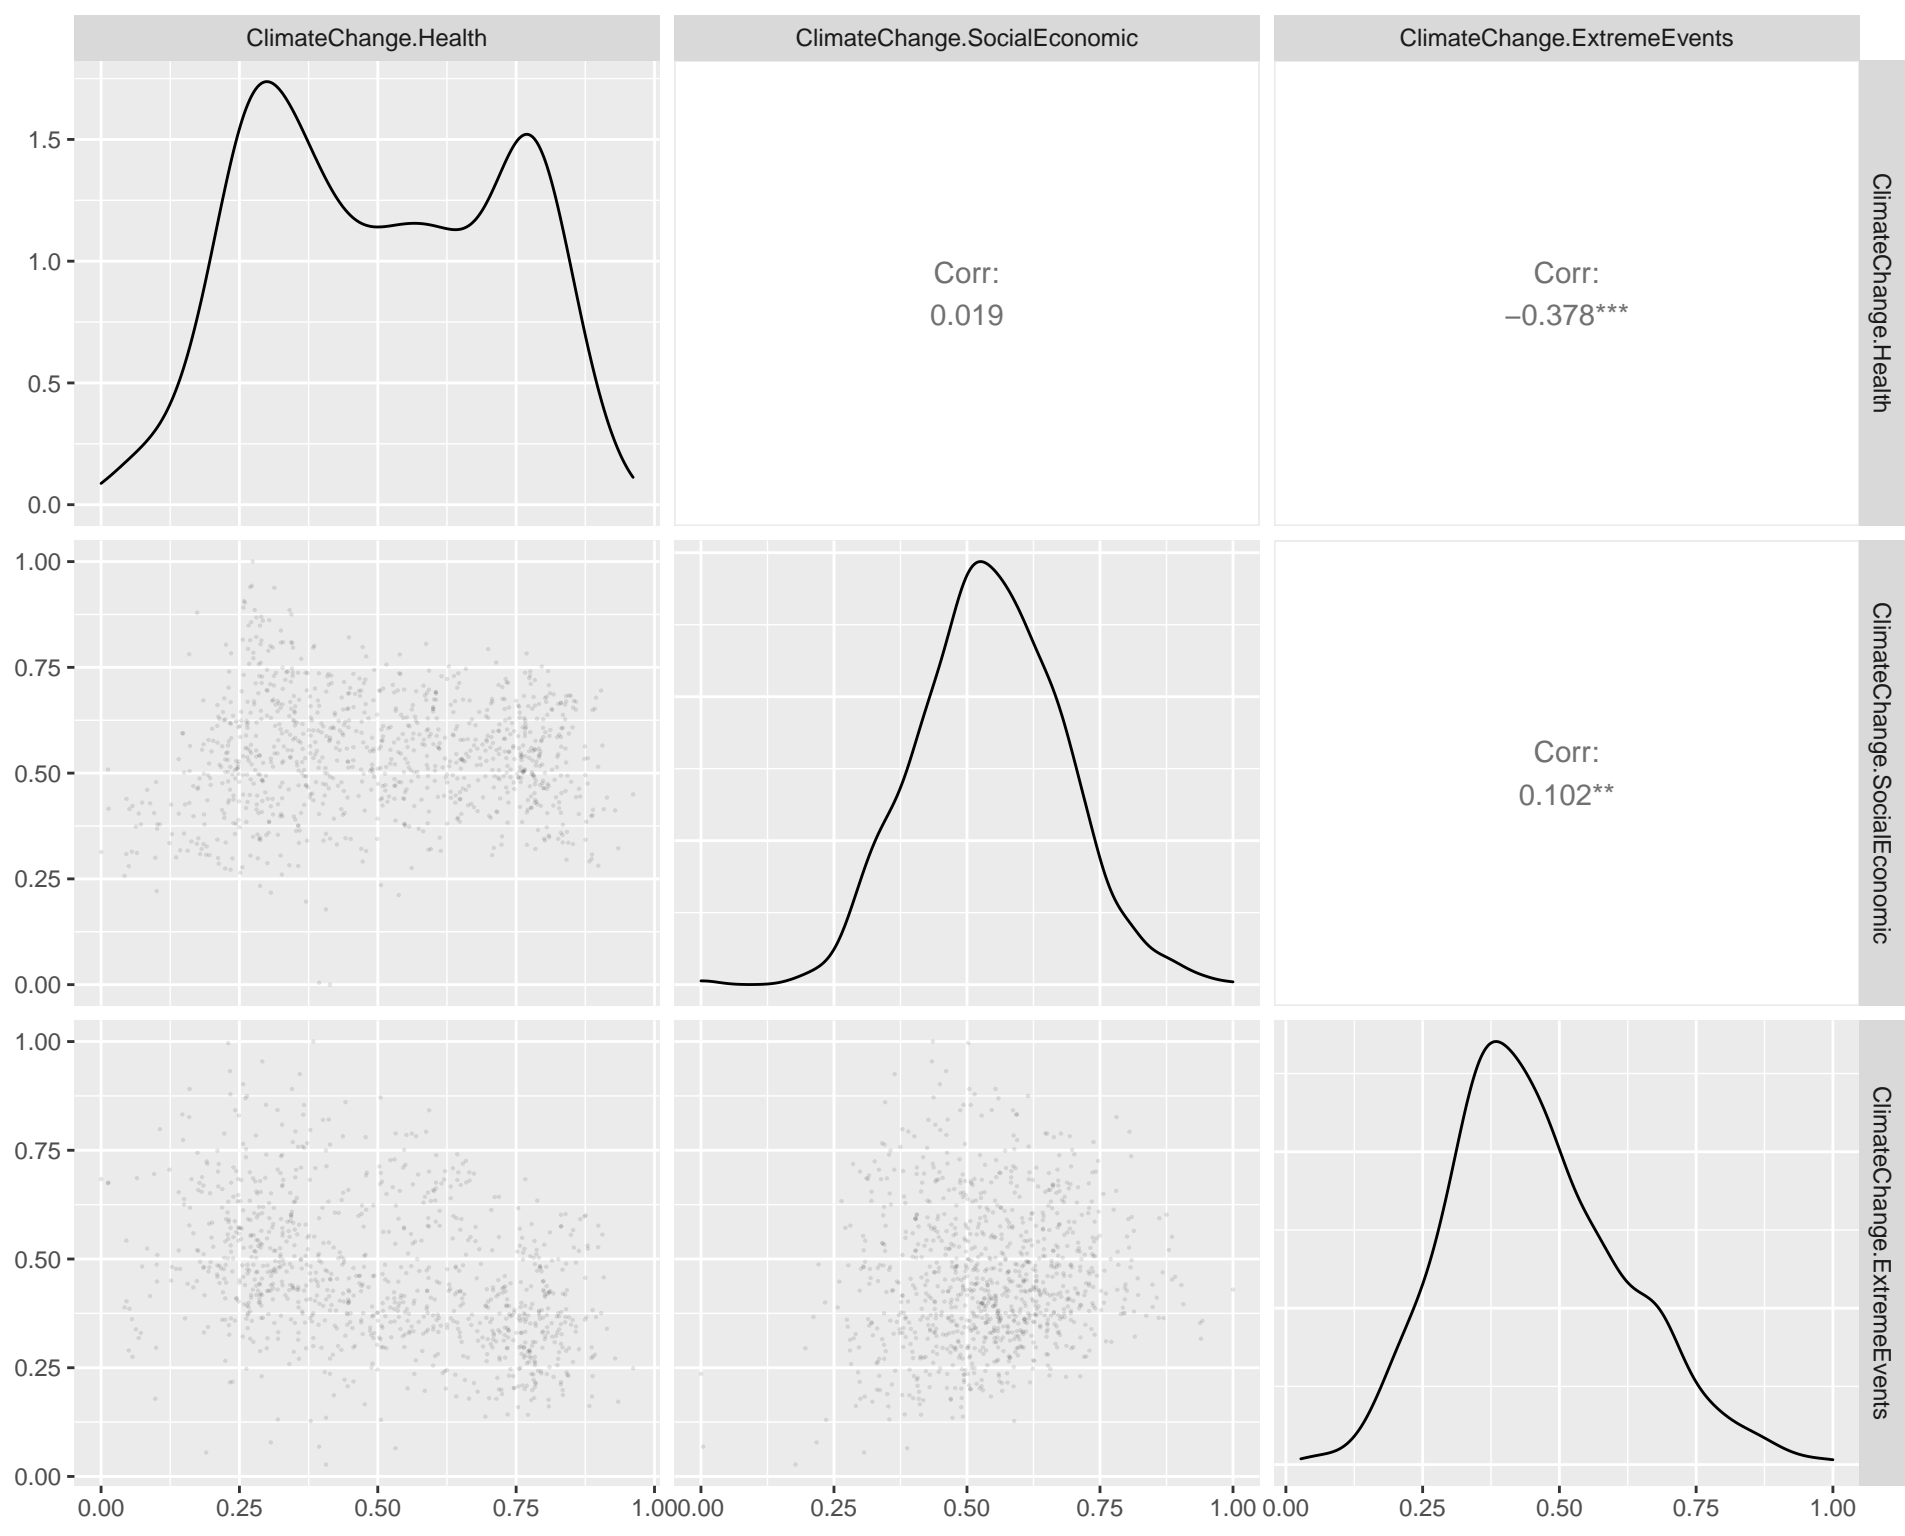 ClimateChange.Health
ClimateChange.SocialEconomic
ClimateChange.ExtremeEvents
1.5
1.0
0.5
0.0
Corr:
0.019
Corr:
−0.378***
ClimateChange.Health
1.00
0.75
0.50
0.25
0.00
Corr:
0.102**
ClimateChange.SocialEconomic
1.00
0.75
0.50
0.25
0.00
ClimateChange.ExtremeEvents
0.00 0.25 0.50 0.75 1.00
0.00 0.25 0.50 0.75 1.00
0.00 0.25 0.50 0.75 1.00